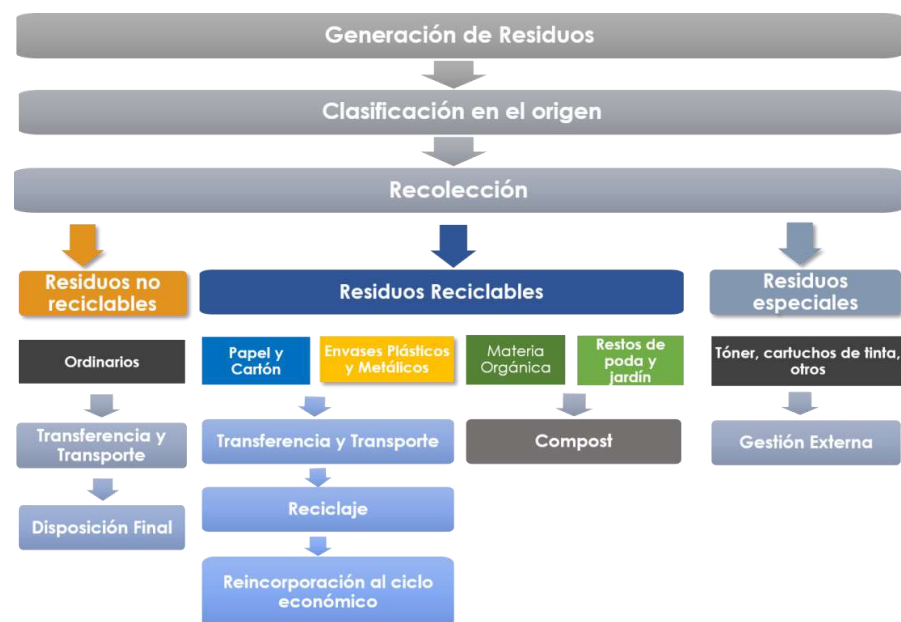 Generación de Residuos
Clasificación en el origen
Recolección
Residuos no
reciclables
Residuos Reciclables
Residuos
especiales
Ordinarios
Papel y
Cartón
Envases Plásticos
y Metálicos
Materia
Orgánica
Restos de
poda y
jardín
Tóner, cartuchos de tinta,
otros
Transferencia y
Transporte
Transferencia y Transporte
Compost
Gestión Externa
Disposición Final
Reciclaje
Reincorporación al ciclo
económico